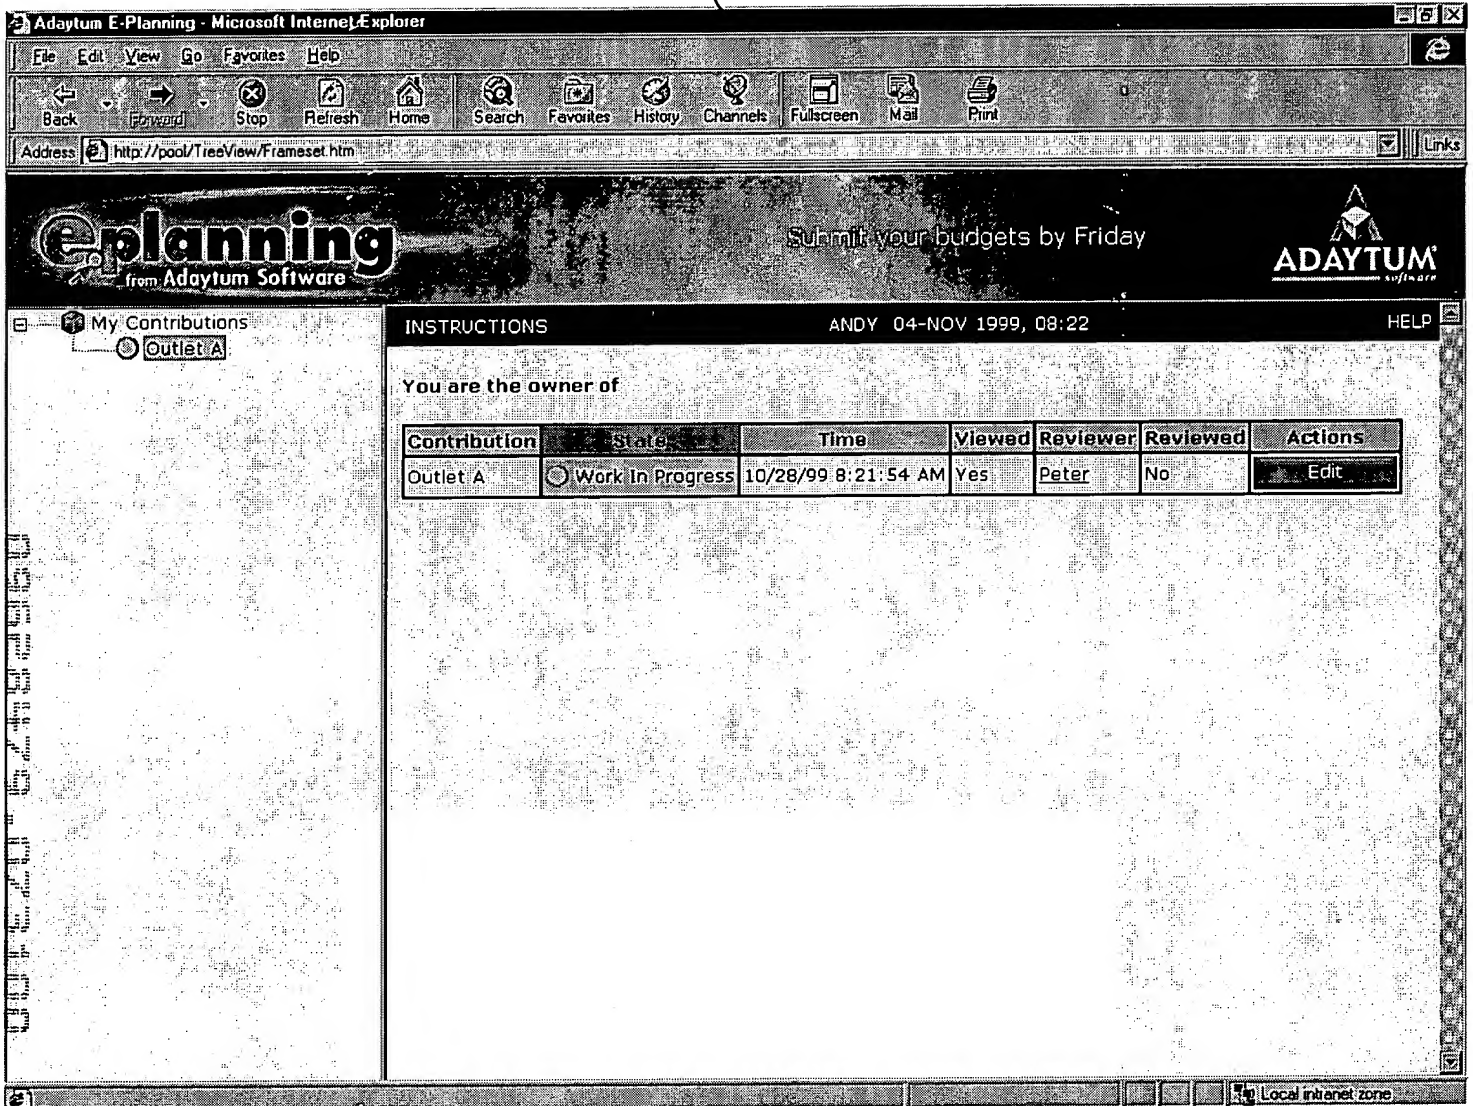 Adaytum E-Planning - Microsoft Internet Explorer
File Edit View Go Favorites Help
Back Forward Stop Refresh Home Search Favorites History Channels Fullscreen Mail Print
Address http://pool/TreeView/Frameset.htm Links
eplanning
from Adaytum Software
Submit your budgets by Friday
ADAYTUM
software
My Contributions
Outlet A
INSTRUCTIONS ANDY 04-NOV 1999, 08:22 HELP
You are the owner of
Contribution State Time Viewed Reviewer Reviewed Actions
Outlet A Work In Progress 10/28/99 8:21:54 AM Yes Peter No Edit
Local intranet zone